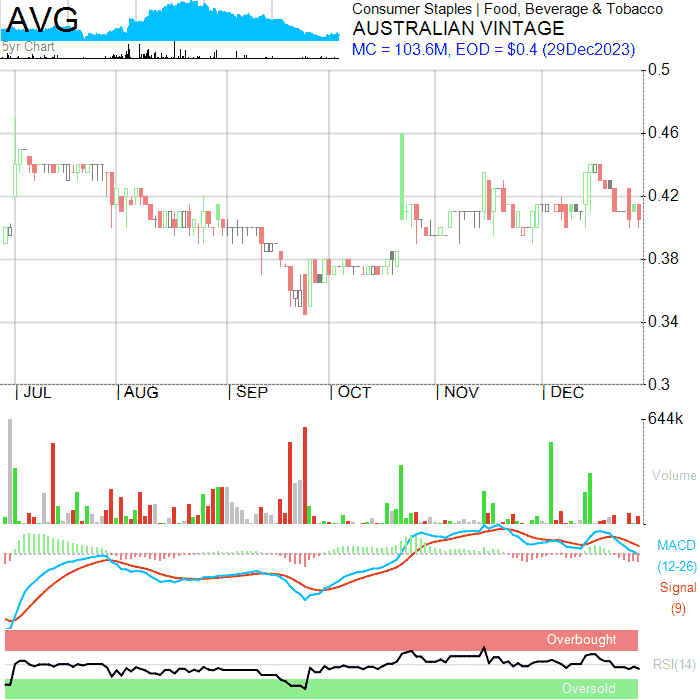 AVG
5yr Chart
Consumer Staples | Food, Beverage & Tobacco
AUSTRALIAN VINTAGE
MC = 103.6M, EOD = $0.4 (29Dec2023)
0.5
0.46
0.42
0.38
0.34
0.3
| JUL | AUG | SEP | OCT | NOV | DEC
644k
Volume
MACD
(12-26)
Signal
(9)
Overbought
RSI(14)
Oversold